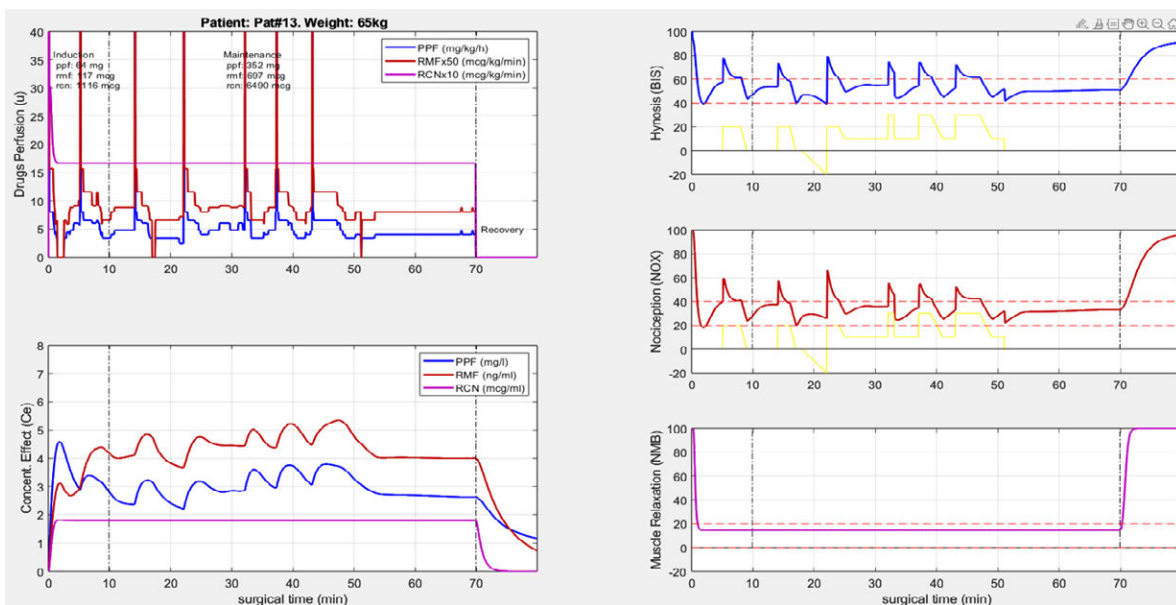 Patient: Pat#13. Weight: 65kg
Drugs Perfusion (u)
40
35
30
25
20
15
10
5
0
Induction
ppf: 64 mg
rmf: 117 mcg
rcn: 1116 mcg
Maintenance
ppf: 352 mg
rmf: 697 mcg
rcn: 6490 mcg
PPF (mg/kg/h)
RMFx50 (mcg/kg/min)
RCNx10 (mcg/kg/min)
Recovery
0 10 20 30 40 50 60 70 80
Concent. Effect (Ce)
8
7
6
5
4
3
2
1
0
PPF (mg/l)
RMF (ng/ml)
RCN (mcg/ml)
0 10 20 30 40 50 60 70 80
surgical time (min)
Hynosis (BIS)
100
80
60
40
20
0
-20
0 10 20 30 40 50 60 70 80
Nociception (NOX)
100
80
60
40
20
0
-20
0 10 20 30 40 50 60 70 80
Muscle Relaxation (NMB)
100
80
60
40
20
0
-20
0 10 20 30 40 50 60 70 80
surgical time (min)